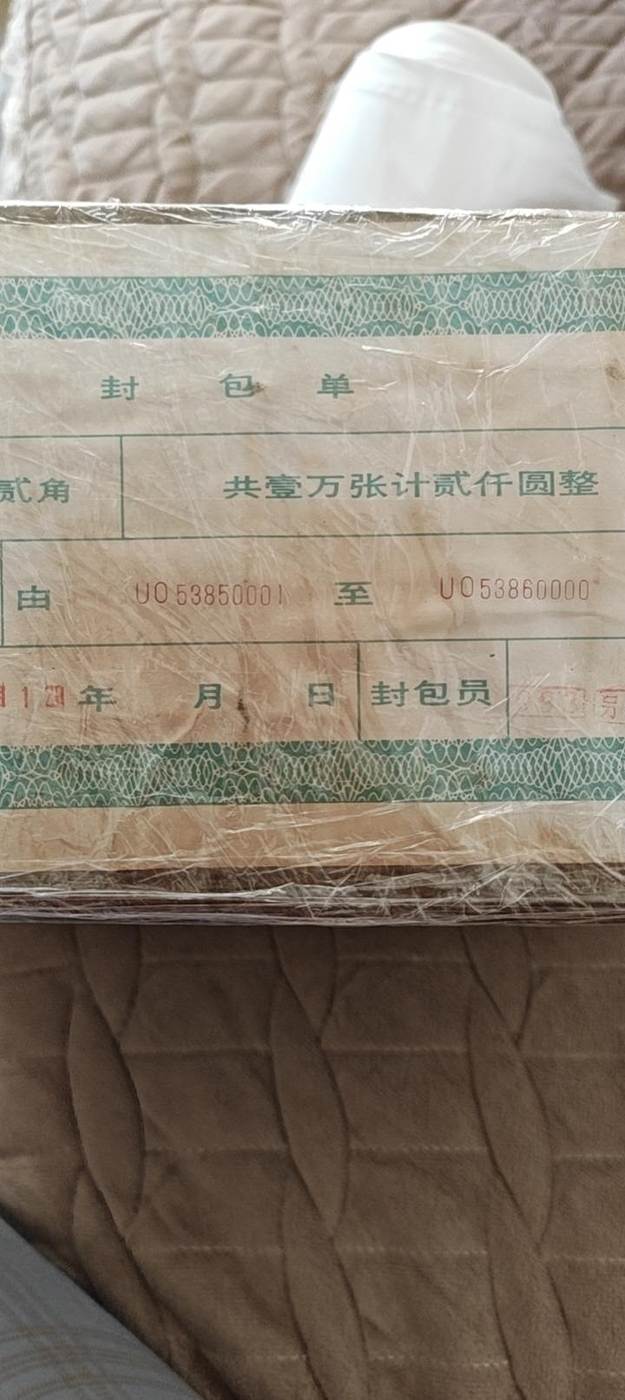 封包单
贰角 共壹万张计贰仟圆整
由 UO53850001 至 UO53860000
年 月 日 封包员